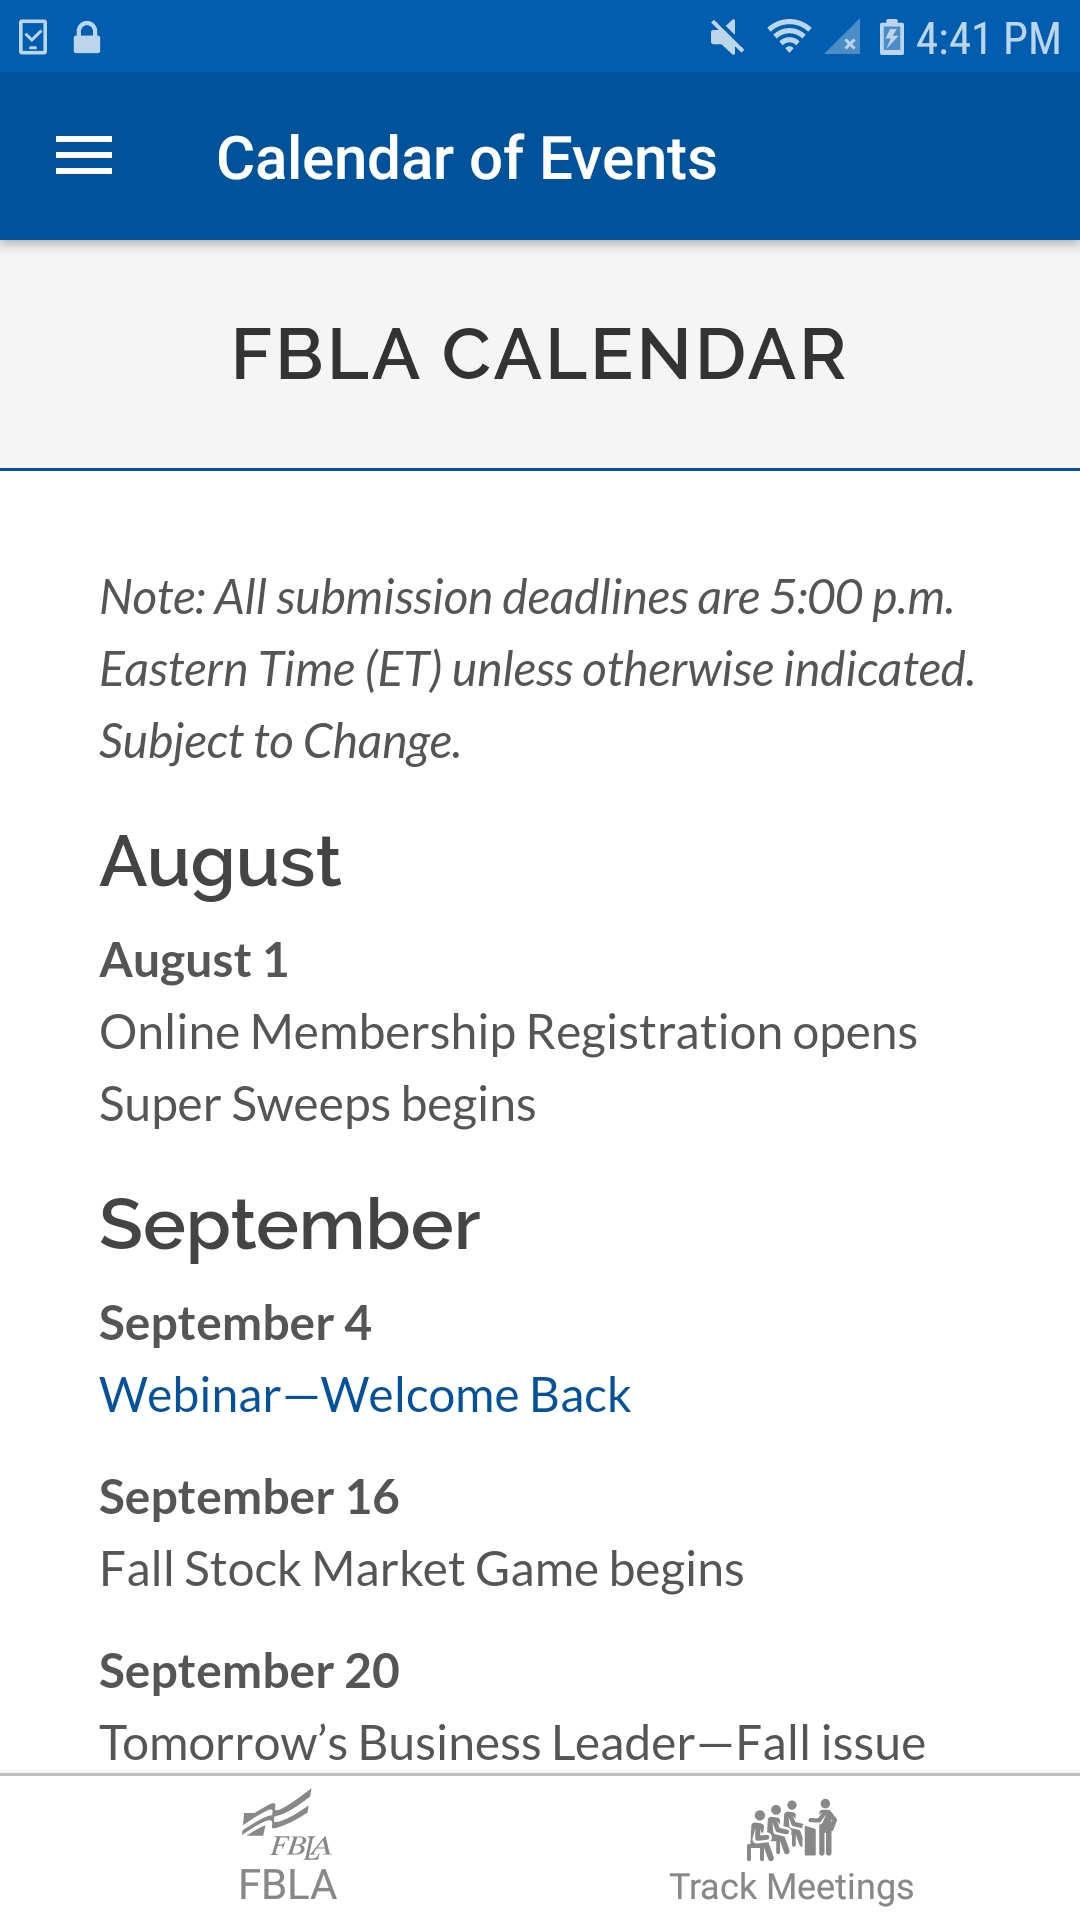 4:41 PM
Calendar of Events
FBLA CALENDAR
Note: All submission deadlines are 5:00 p.m.
Eastern Time (ET) unless otherwise indicated.
Subject to Change.
August
August 1
Online Membership Registration opens
Super Sweeps begins
September
September 4
Webinar—Welcome Back
September 16
Fall Stock Market Game begins
September 20
Tomorrow’s Business Leader—Fall issue
FBLA
FBLA
Track Meetings